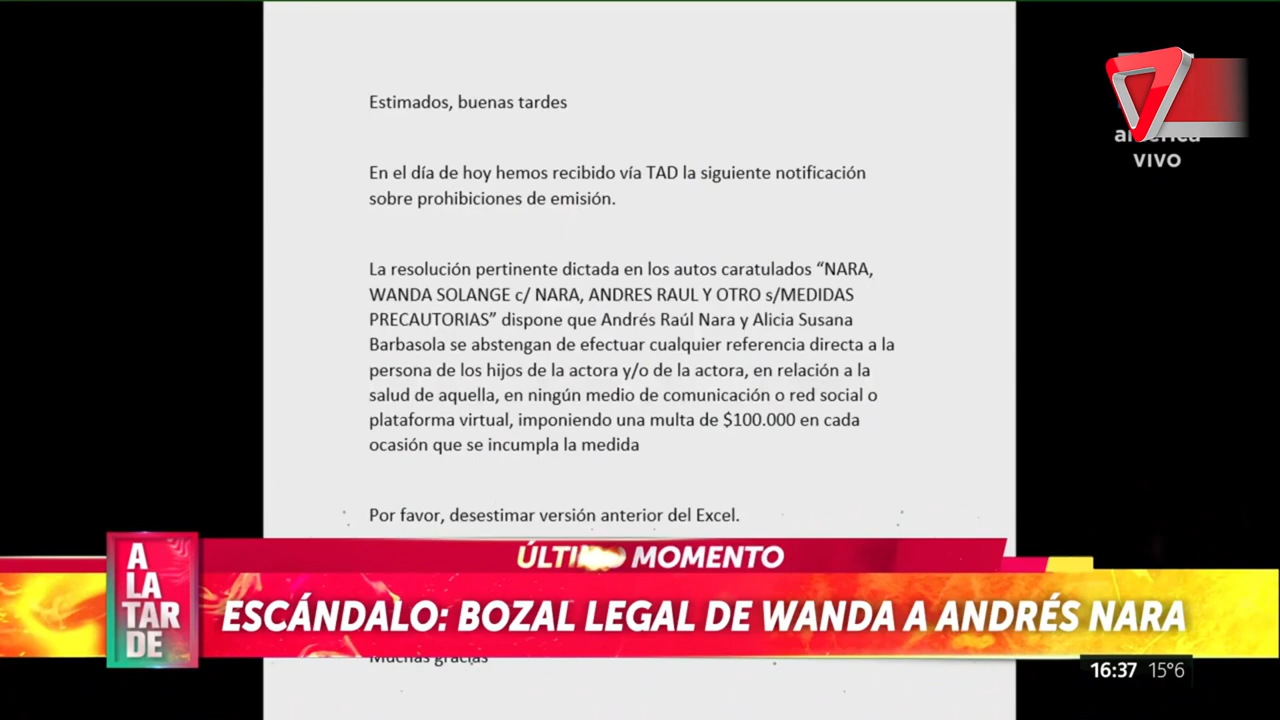 Estimados, buenas tardes
En el día de hoy hemos recibido vía TAD la siguiente notificación
sobre prohibiciones de emisión.
La resolución pertinente dictada en los autos caratulados “NARA,
WANDA SOLANGE c/ NARA, ANDRES RAUL Y OTRO s/MEDIDAS
PRECAUTORIAS” dispone que Andrés Raúl Nara y Alicia Susana
Barbasola se abstengan de efectuar cualquier referencia directa a la
persona de los hijos de la actora y/o de la actora, en relación a la
salud de aquella, en ningún medio de comunicación o red social o
plataforma virtual, imponiendo una multa de $100.000 en cada
ocasión que se incumpla la medida
Por favor, desestimar versión anterior del Excel.
Muchas gracias
américa
VIVO
A
LA
TAR
DE
ÚLTIMO MOMENTO
ESCÁNDALO: BOZAL LEGAL DE WANDA A ANDRÉS NARA
16:37 15°6